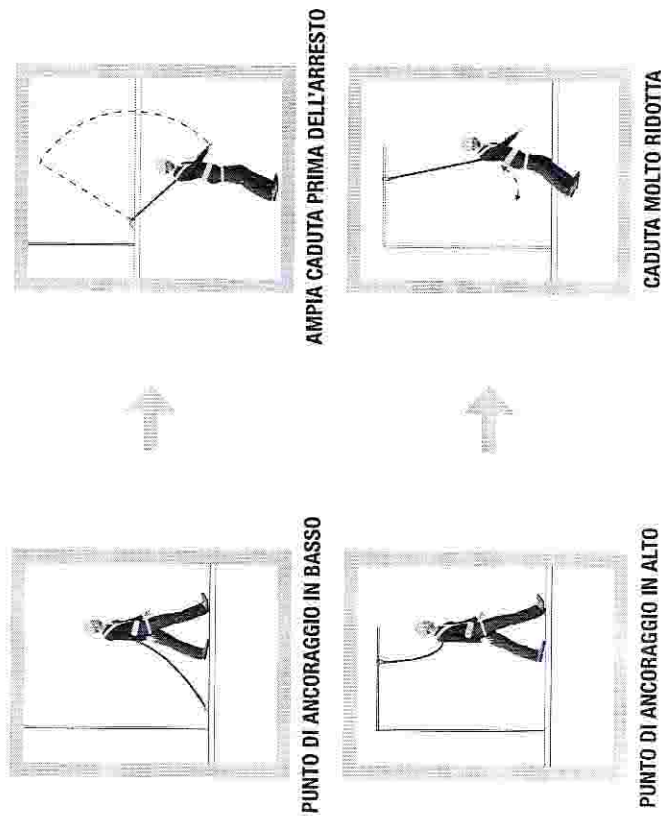 PUNTO DI ANCORAGGIO IN BASSO
AMPIA CADUTA PRIMA DELL'ARRESTO
PUNTO DI ANCORAGGIO IN ALTO
CADUTA MOLTO RIDOTTA